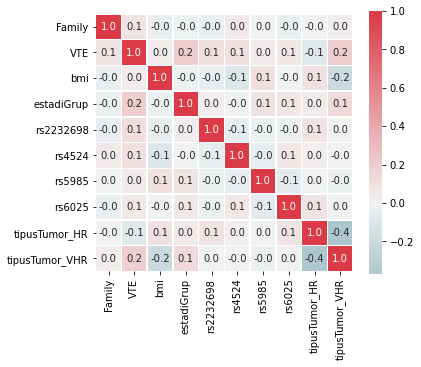 Family 1.0 0.1 -0.0 -0.0 -0.0 0.0 0.0 -0.0 -0.0 0.0
VTE 0.1 1.0 0.0 0.2 0.1 0.1 0.0 0.1 -0.1 0.2
bmi -0.0 0.0 1.0 -0.0 -0.0 -0.1 0.1 -0.0 0.1 -0.2
estadiGrup -0.0 0.2 -0.0 1.0 0.0 -0.0 0.1 0.1 0.0 0.1
rs2232698 -0.0 0.1 -0.0 0.0 1.0 -0.1 -0.0 -0.0 0.1 0.0
rs4524 0.0 0.1 -0.1 -0.0 -0.1 1.0 -0.0 0.1 0.0 -0.0
rs5985 0.0 0.0 0.1 0.1 -0.0 -0.0 1.0 -0.1 0.0 0.0
rs6025 -0.0 0.1 -0.0 0.1 -0.0 0.1 -0.1 1.0 0.1 0.0
tipusTumor_HR -0.0 -0.1 0.1 0.0 0.1 0.0 0.0 0.1 1.0 -0.4
tipusTumor_VHR 0.0 0.2 -0.2 0.1 0.0 -0.0 0.0 0.0 -0.4 1.0
Family
VTE
bmi
estadiGrup
rs2232698
rs4524
rs5985
rs6025
tipusTumor_HR
tipusTumor_VHR
1.0
0.8
0.6
0.4
0.2
0.0
−0.2